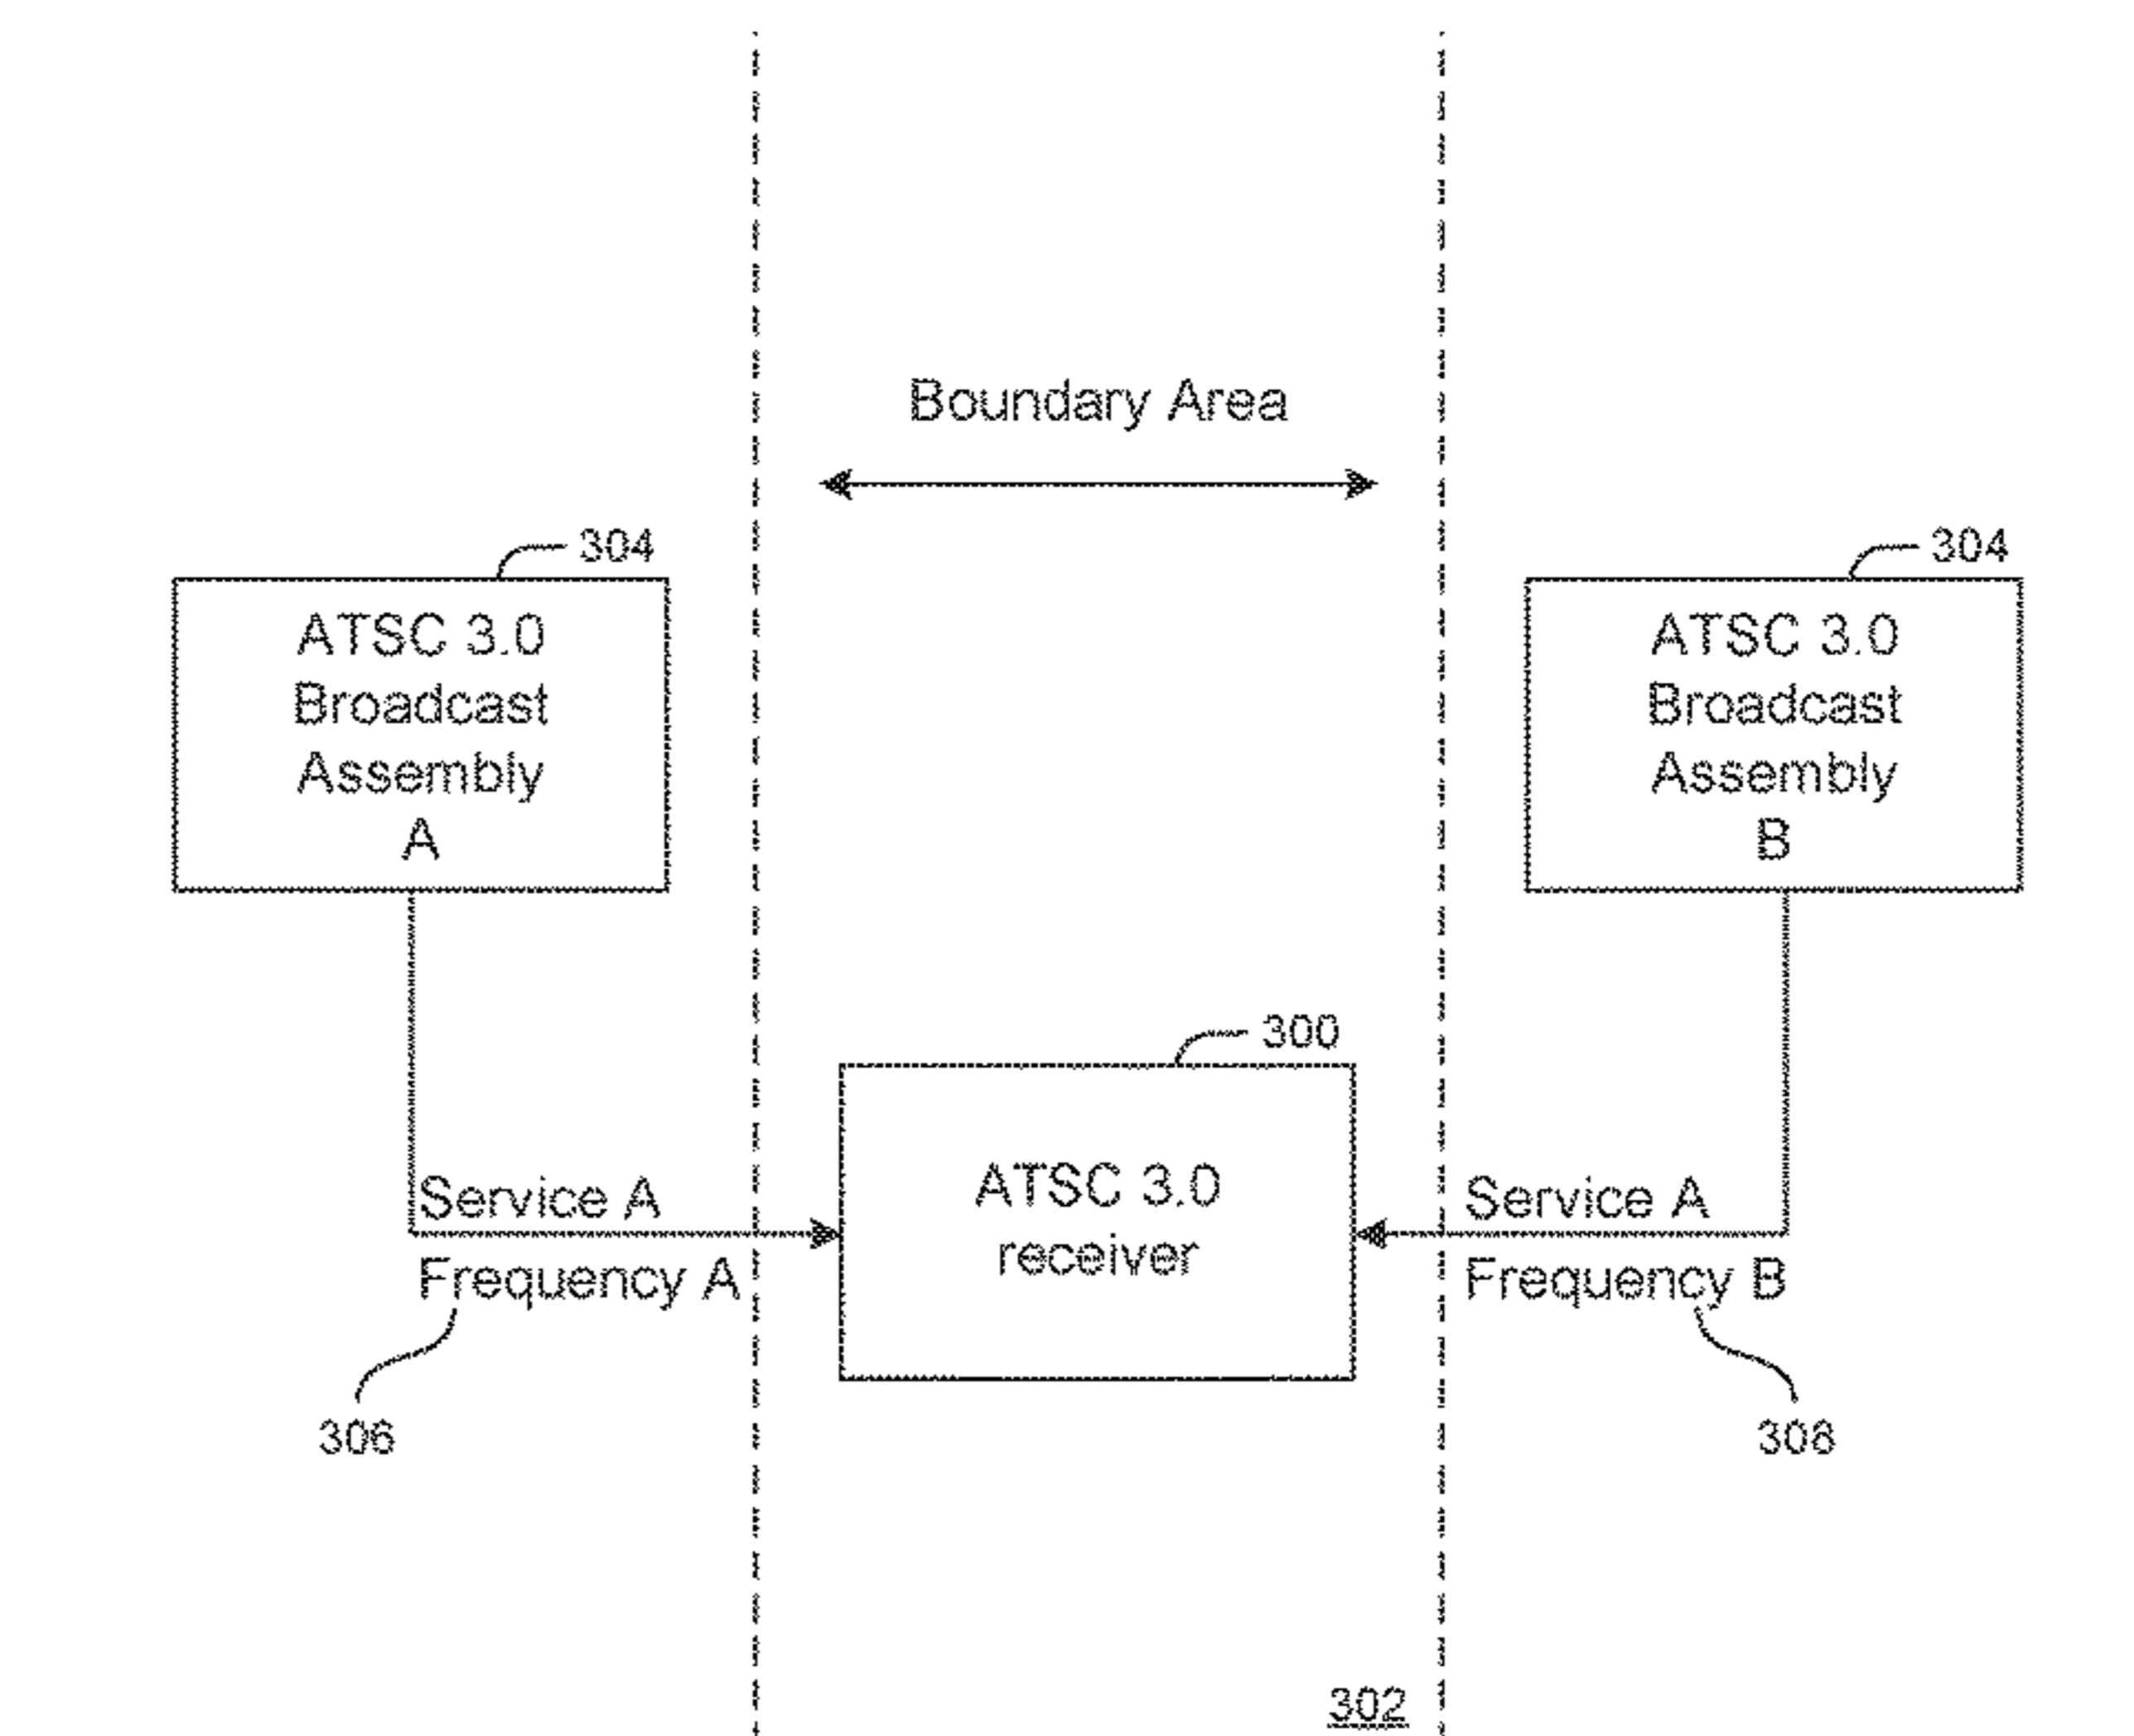 Boundary Area
304
304
ATSC 3.0
Broadcast
Assembly
A
ATSC 3.0
Broadcast
Assembly
B
300
ATSC 3.0
receiver
Service A
Frequency A
Service A
Frequency B
306
308
302